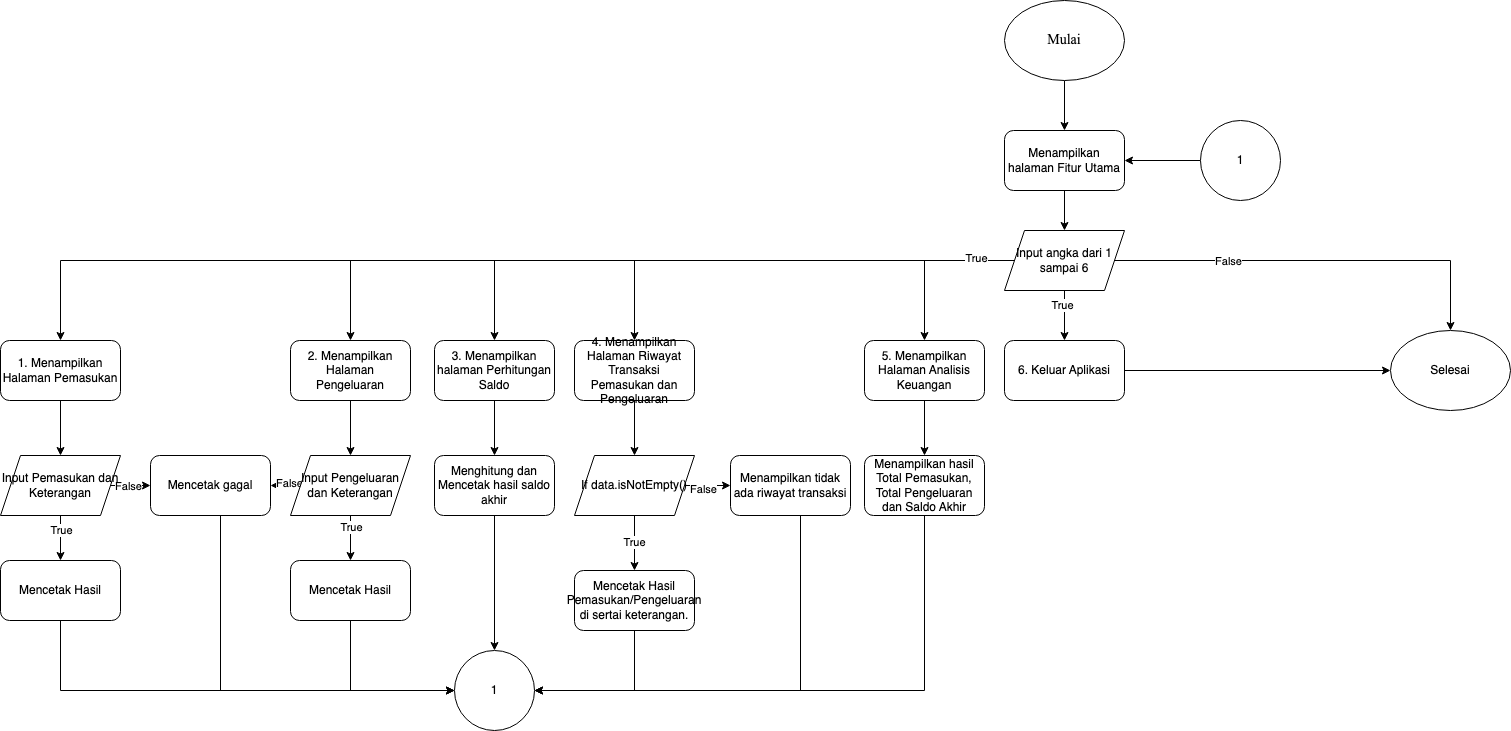 Mulai
Menampilkan
halaman Fitur Utama
1
Input angka dari 1
sampai 6
True
False
True
1. Menampilkan
Halaman Pemasukan
2. Menampilkan
Halaman
Pengeluaran
3. Menampilkan
halaman Perhitungan
Saldo
4. Menampilkan
Halaman Riwayat
Transaksi
Pemasukan dan
Pengeluaran
5. Menampilkan
Halaman Analisis
Keuangan
6. Keluar Aplikasi
Selesai
Input Pemasukan dan
Keterangan
False
Mencetak gagal
False
Input Pengeluaran
dan Keterangan
Menghitung dan
Mencetak hasil saldo
akhir
If data.isNotEmpty()
False
Menampilkan tidak
ada riwayat transaksi
Menampilkan hasil
Total Pemasukan,
Total Pengeluaran
dan Saldo Akhir
True
True
True
Mencetak Hasil
Mencetak Hasil
Mencetak Hasil
Pemasukan/Pengeluaran
di sertai keterangan.
1